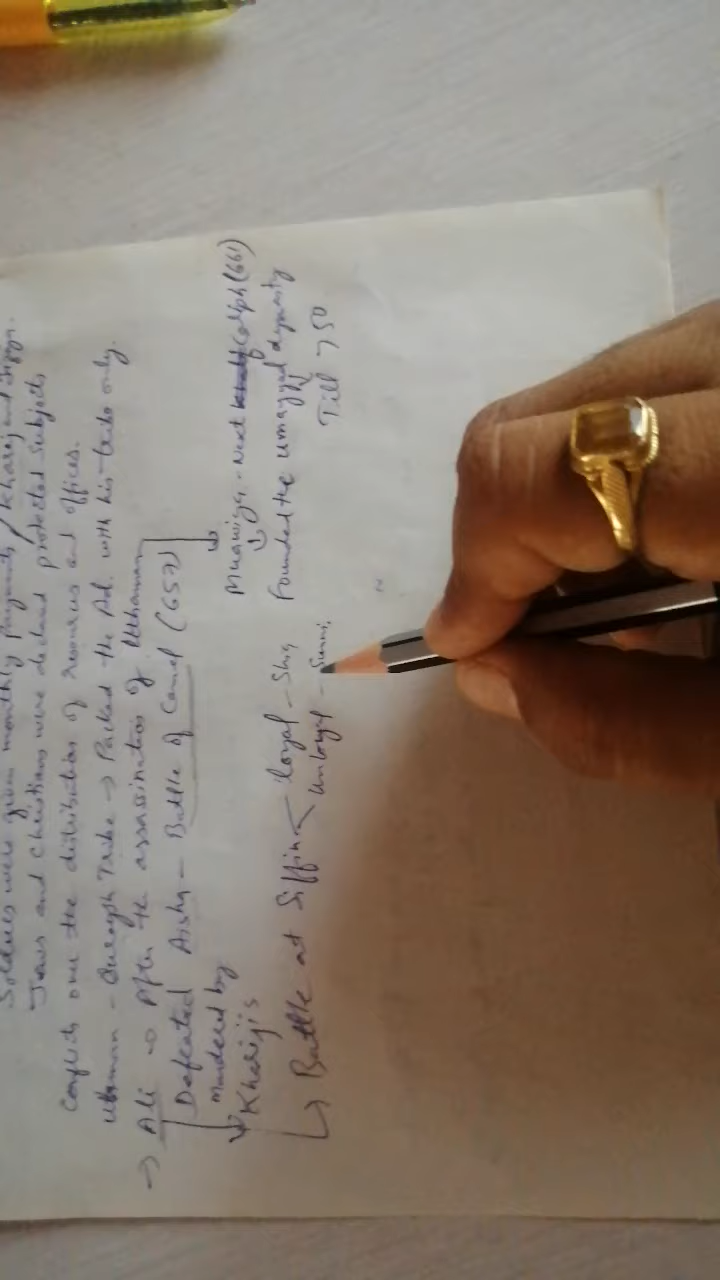 Soldiers were given monthly payments / Kharaj and Jizya.
Jews and Christians were declared protected subjects
Conflicts over the distribution of resources and offices.
Uthman - Quraysh Tribe → Packed the Ad. with his tribe only.
→ Ali → After the assassination of Uthaman
Defeated Aisha - Battle of Camel (657)
murdered by
Kharijis
Muawiya - Next Caliph (661)
Founded the Umayyad dynasty
Till 750
↳ Battle at Siffin < loyal - Shia
unloyal - Sunni.